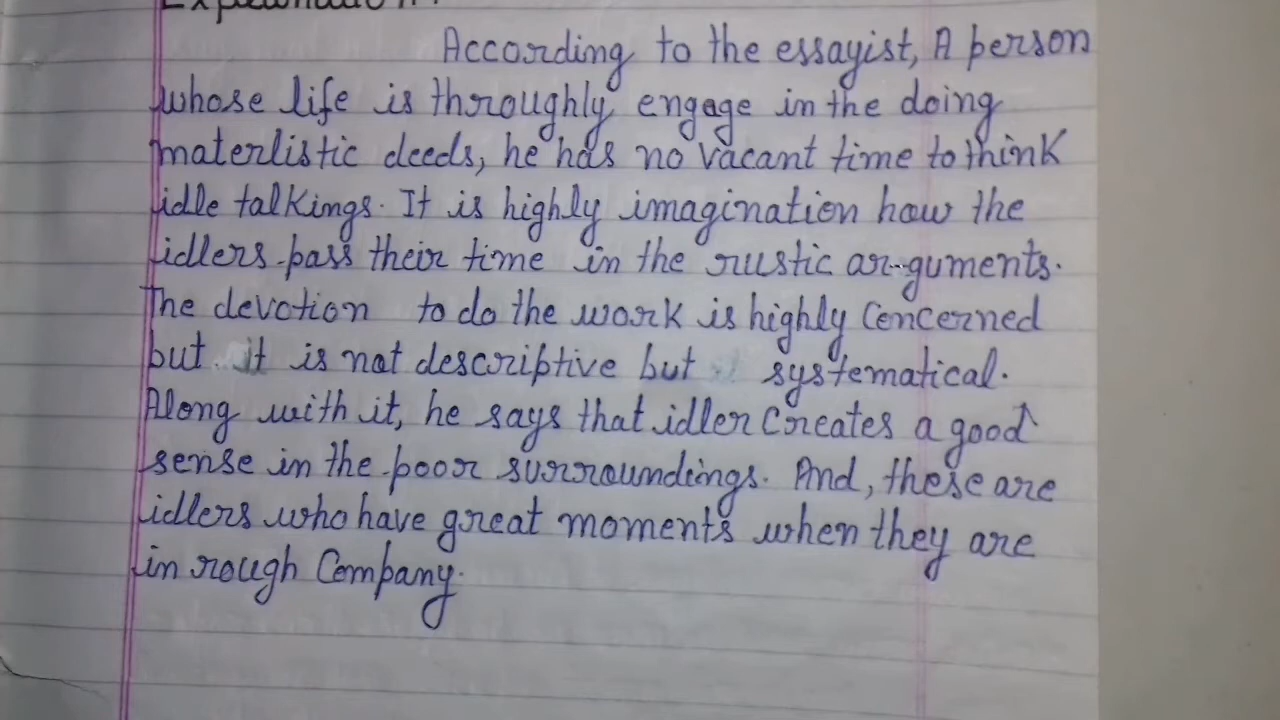 Explanation:
According to the essayist, A person
whose life is throughly engage in the doing
materlistic deeds, he has no vacant time to think
idle talkings. It is highly imagination how the
idlers pass their time in the rustic ar-guments.
The devotion to do the work is highly Concerned
but it is not descriptive but systematical.
Along with it, he says that idler Creates a good
sense in the poor surroundings. And, these are
idlers who have great moments when they are
in rough Company.